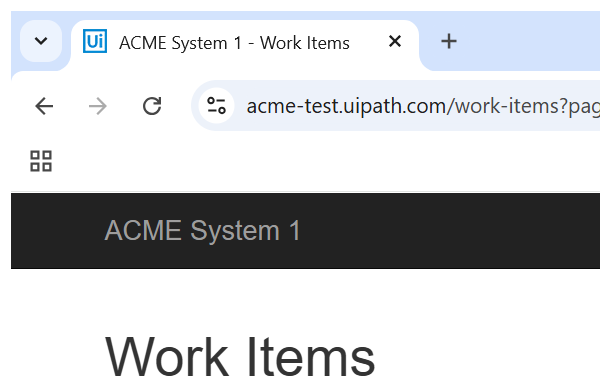 Ui ACME System 1 - Work Items
acme-test.uipath.com/work-items?pag
ACME System 1
Work Items